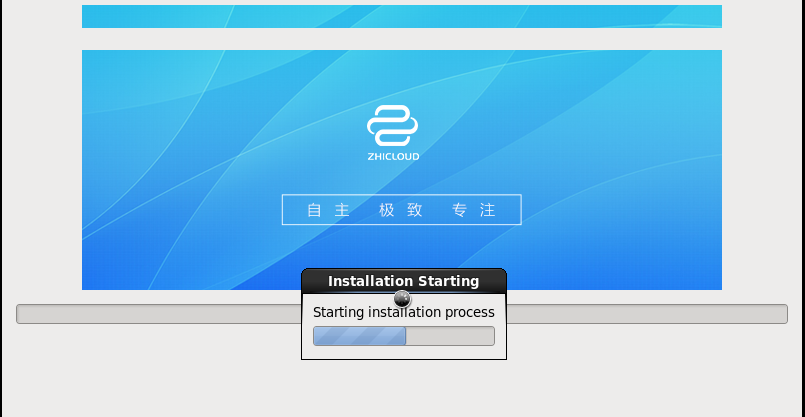 ZHICLOUD
自主 极致 专注
Installation Starting
Starting installation process